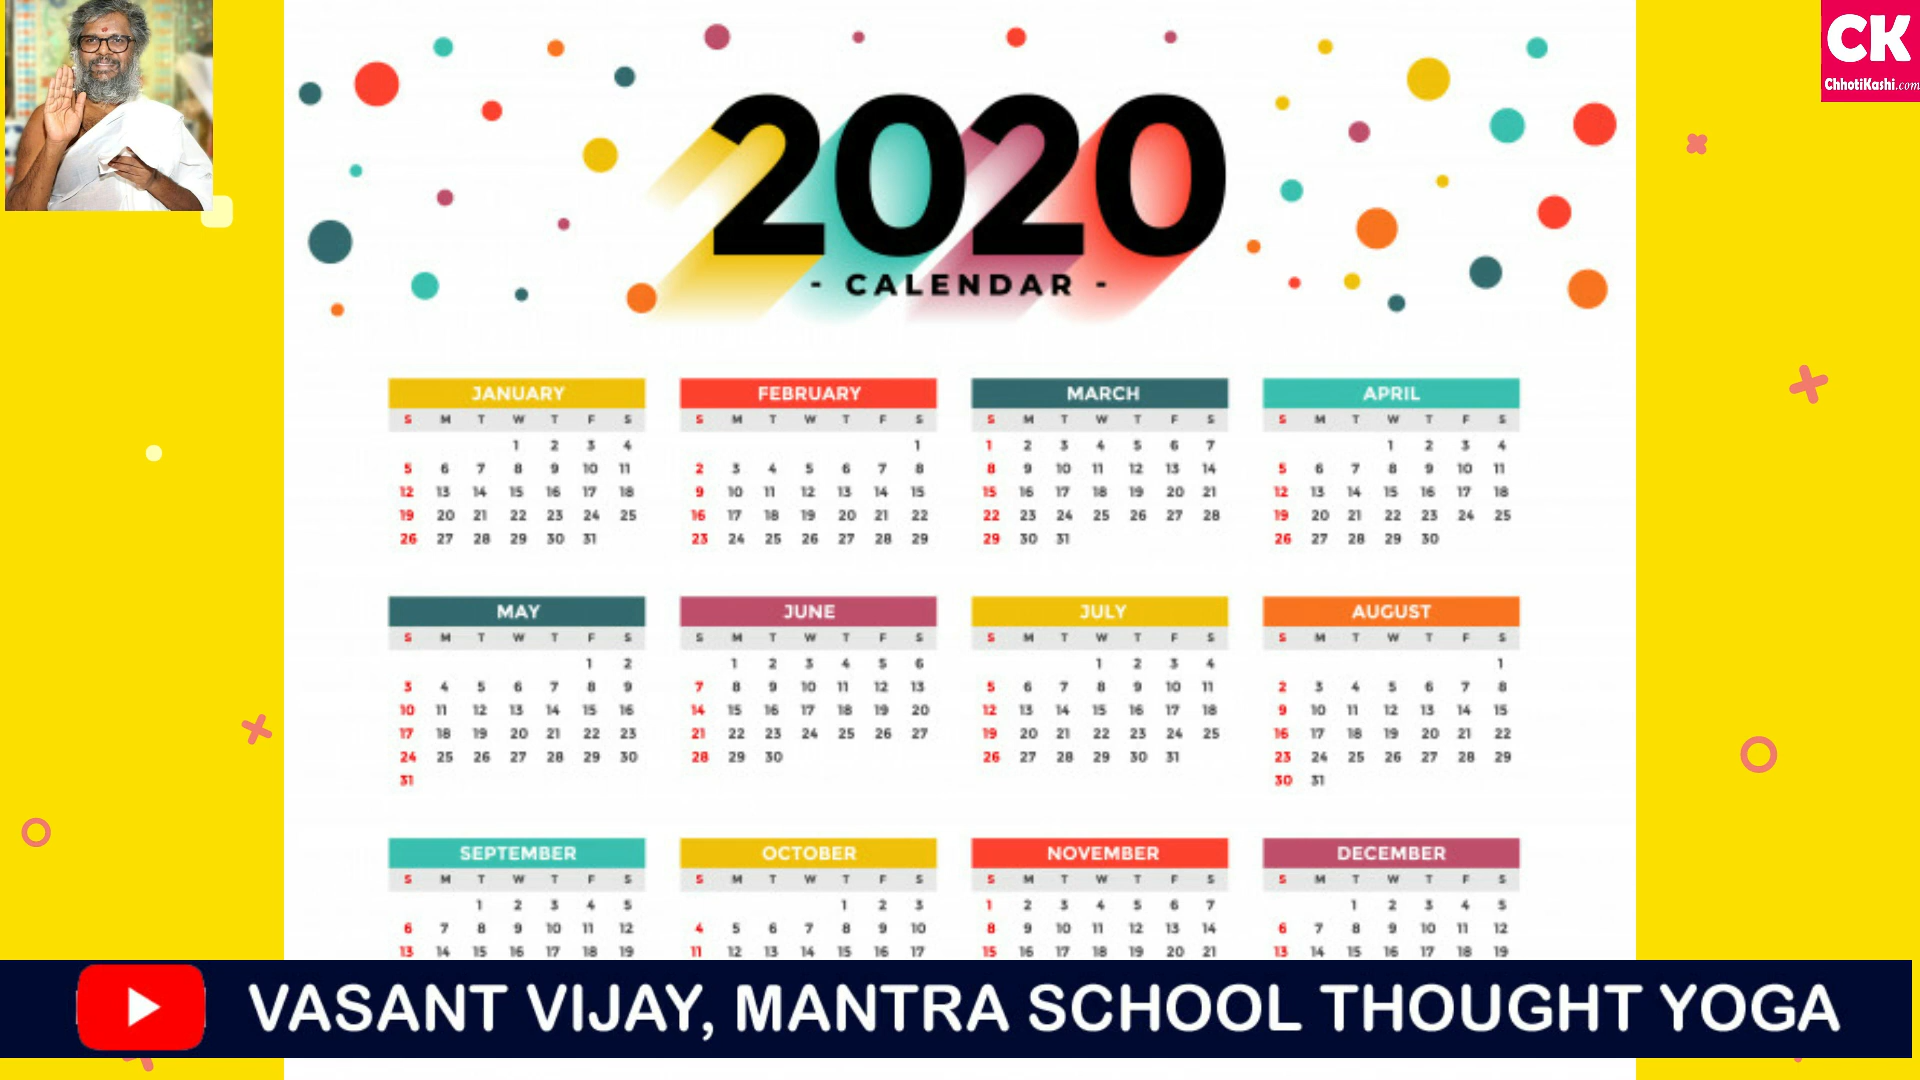 CK
ChhotiKashi.com
2020
- CALENDAR -
JANUARY FEBRUARY MARCH APRIL
S M T W T F S S M T W T F S S M T W T F S S M T W T F S
1 2 3 4 1 1 2 3 4 5 6 7 1 2 3 4
5 6 7 8 9 10 11 2 3 4 5 6 7 8 8 9 10 11 12 13 14 5 6 7 8 9 10 11
12 13 14 15 16 17 18 9 10 11 12 13 14 15 15 16 17 18 19 20 21 12 13 14 15 16 17 18
19 20 21 22 23 24 25 16 17 18 19 20 21 22 22 23 24 25 26 27 28 19 20 21 22 23 24 25
26 27 28 29 30 31 23 24 25 26 27 28 29 29 30 31 26 27 28 29 30
MAY JUNE JULY AUGUST
S M T W T F S S M T W T F S S M T W T F S S M T W T F S
1 2 1 2 3 4 5 6 1 2 3 4 1
3 4 5 6 7 8 9 7 8 9 10 11 12 13 5 6 7 8 9 10 11 2 3 4 5 6 7 8
10 11 12 13 14 15 16 14 15 16 17 18 19 20 12 13 14 15 16 17 18 9 10 11 12 13 14 15
17 18 19 20 21 22 23 21 22 23 24 25 26 27 19 20 21 22 23 24 25 16 17 18 19 20 21 22
24 25 26 27 28 29 30 28 29 30 26 27 28 29 30 31 23 24 25 26 27 28 29
31 30 31
SEPTEMBER OCTOBER NOVEMBER DECEMBER
S M T W T F S S M T W T F S S M T W T F S S M T W T F S
1 2 3 4 5 1 2 3 1 2 3 4 5 6 7 1 2 3 4 5
6 7 8 9 10 11 12 4 5 6 7 8 9 10 8 9 10 11 12 13 14 6 7 8 9 10 11 12
13 14 15 16 17 18 19 11 12 13 14 15 16 17 15 16 17 18 19 20 21 13 14 15 16 17 18 19
VASANT VIJAY, MANTRA SCHOOL THOUGHT YOGA